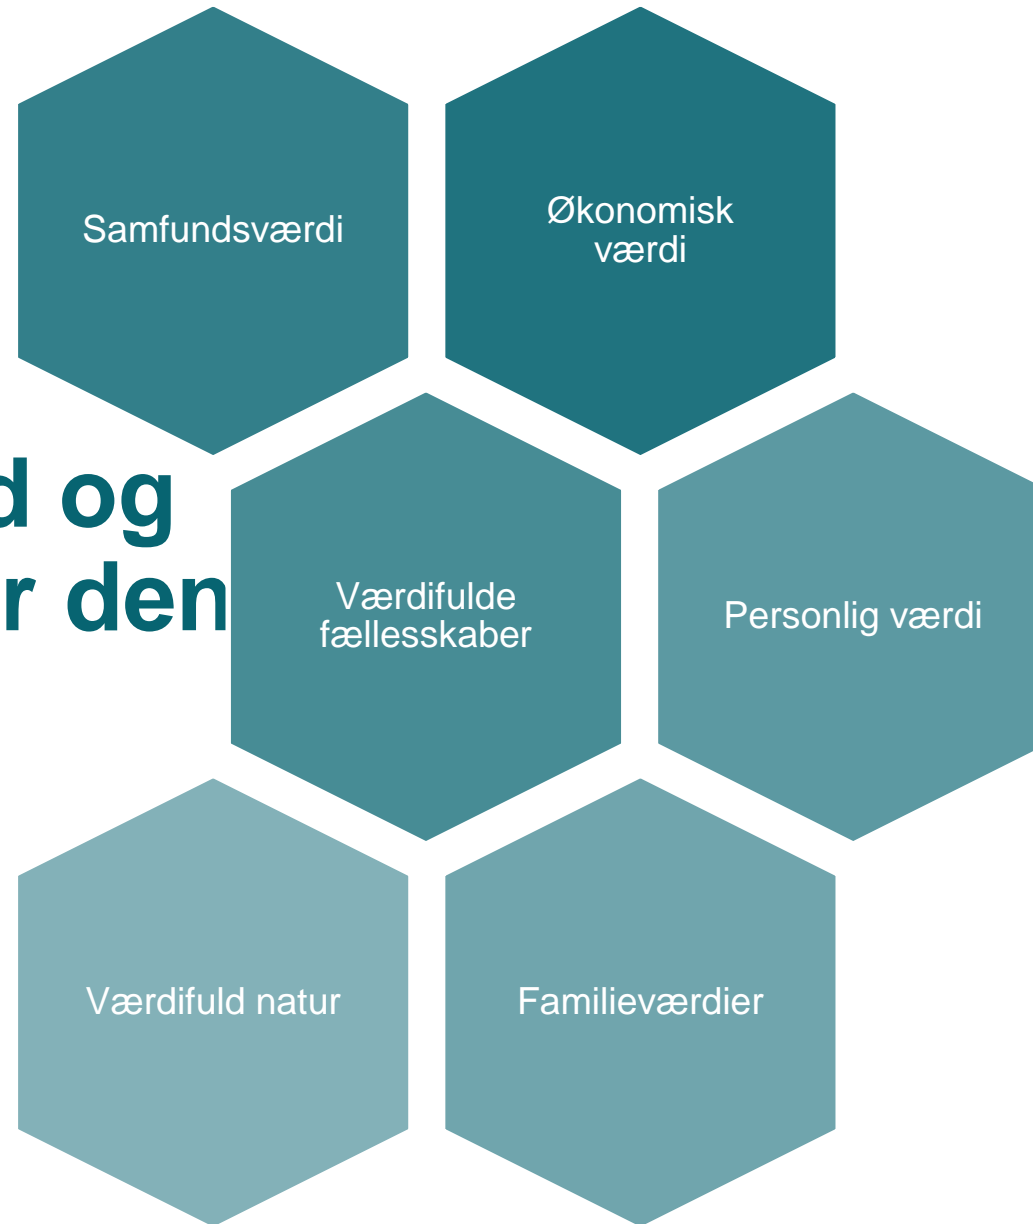 Samfundsværdi
Økonomisk
værdi
og
den
Værdifulde
fællesskaber
Personlig værdi
Værdifuld natur
Familieværdier